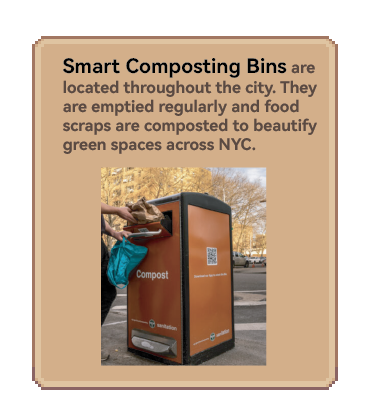 Smart Composting Bins are
located throughout the city. They
are emptied regularly and food
scraps are composted to beautify
green spaces across NYC.
Compost
sanitation